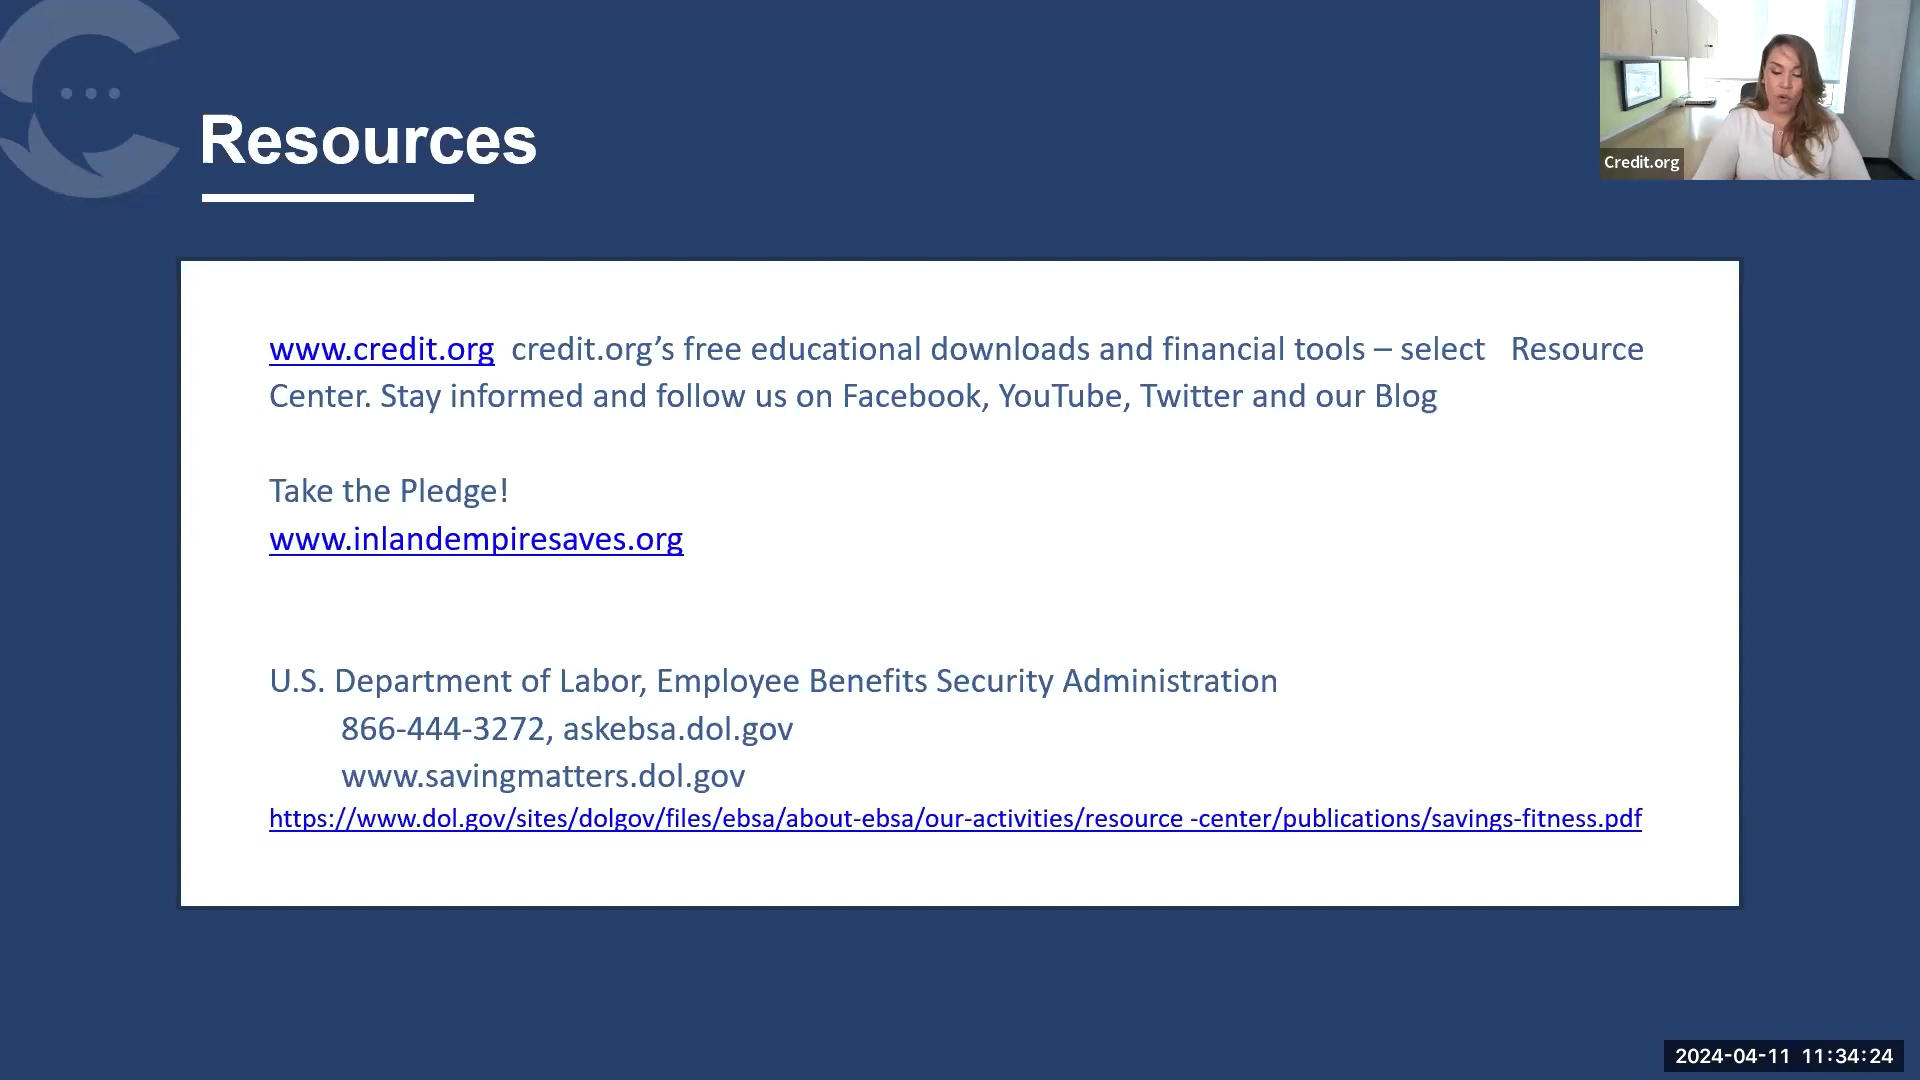 Resources
Credit.org
www.credit.org credit.org’s free educational downloads and financial tools – select Resource
Center. Stay informed and follow us on Facebook, YouTube, Twitter and our Blog
Take the Pledge!
www.inlandempiresaves.org
U.S. Department of Labor, Employee Benefits Security Administration
866-444-3272, askebsa.dol.gov
www.savingmatters.dol.gov
https://www.dol.gov/sites/dolgov/files/ebsa/about-ebsa/our-activities/resource -center/publications/savings-fitness.pdf
2024-04-11 11:34:24